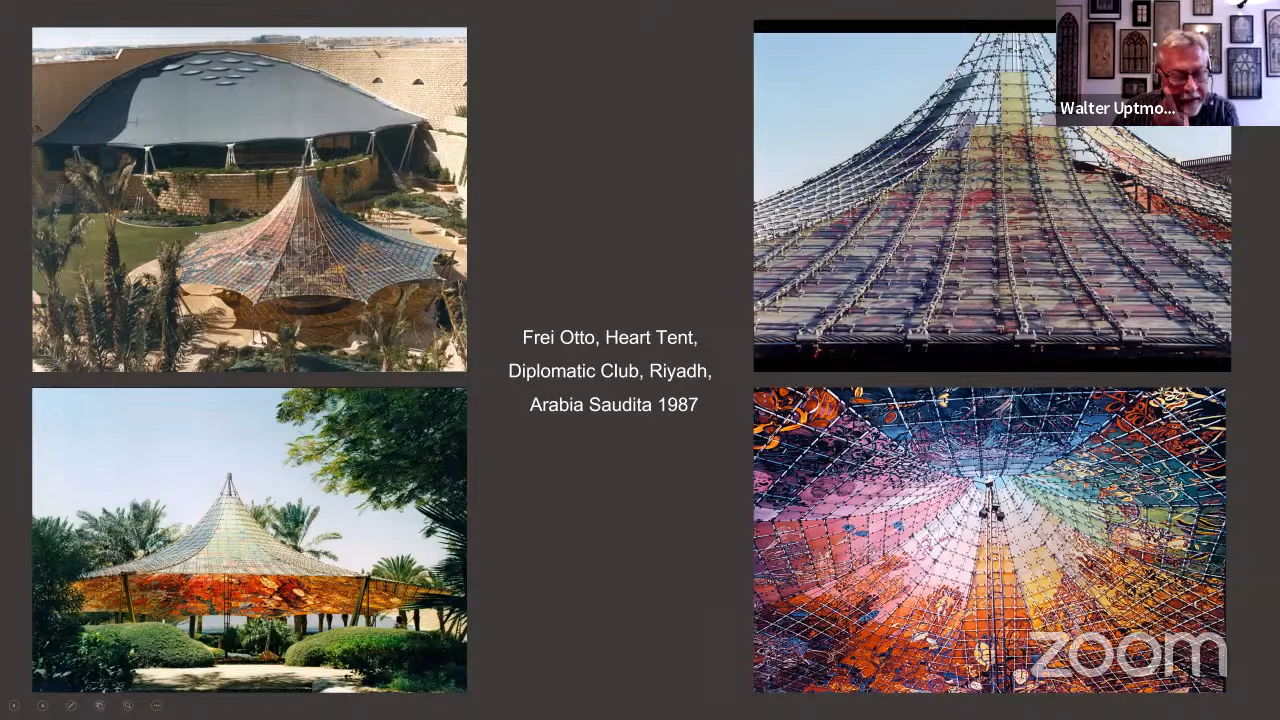 Walter Uptmo...
Frei Otto, Heart Tent,
Diplomatic Club, Riyadh,
Arabia Saudita 1987
zoom